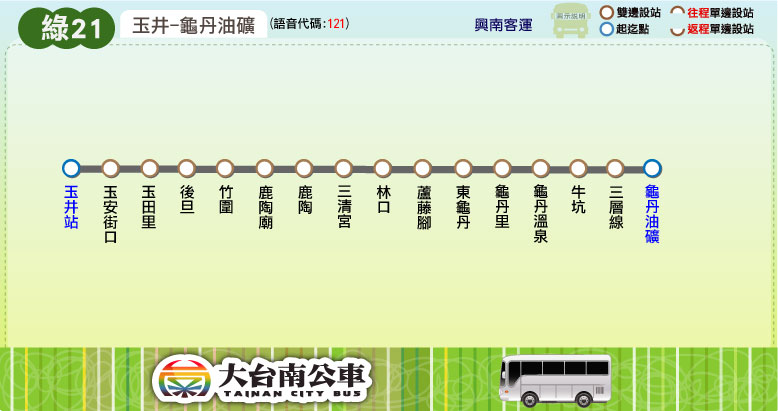 綠21
玉井-龜丹油礦
(語音代碼:121)
興南客運
圖示說明
雙邊設站
往程單邊設站
起迄點
返程單邊設站
玉井站
玉安街口
玉田里
後旦
竹圍
鹿陶廟
鹿陶
三清宮
林口
蘆藤腳
東龜丹
龜丹里
龜丹溫泉
牛坑
三層線
龜丹油礦
大台南公車
TAINAN CITY BUS